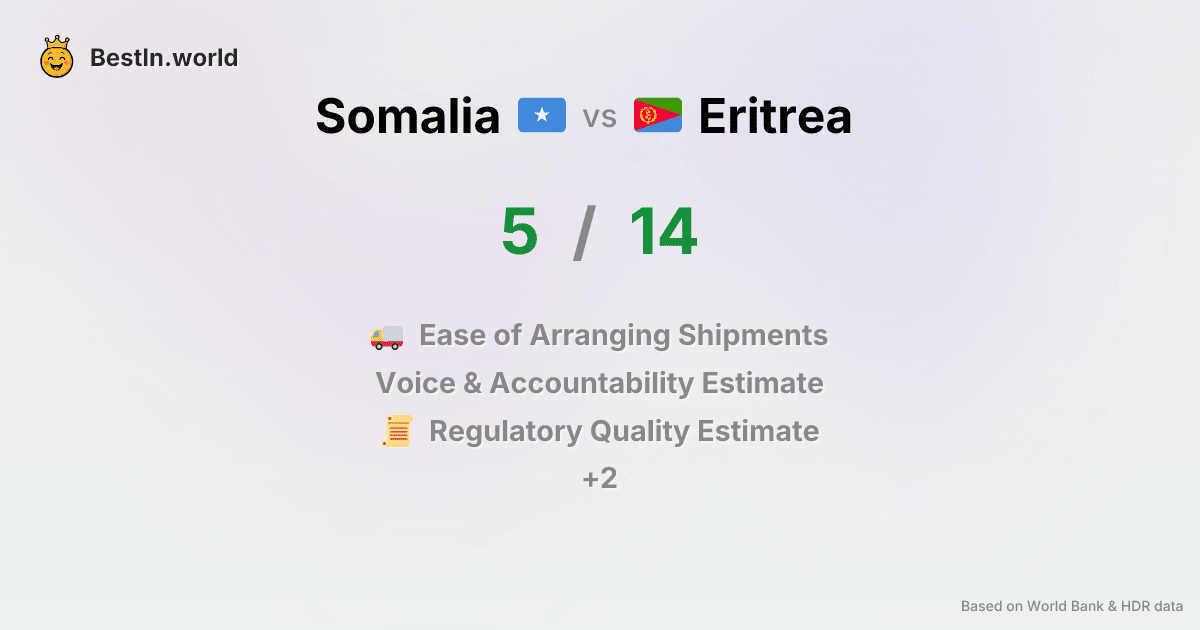 BestIn.world
Somalia vs Eritrea
5 / 14
Ease of Arranging Shipments
Voice & Accountability Estimate
Regulatory Quality Estimate
+2
Based on World Bank & HDR data